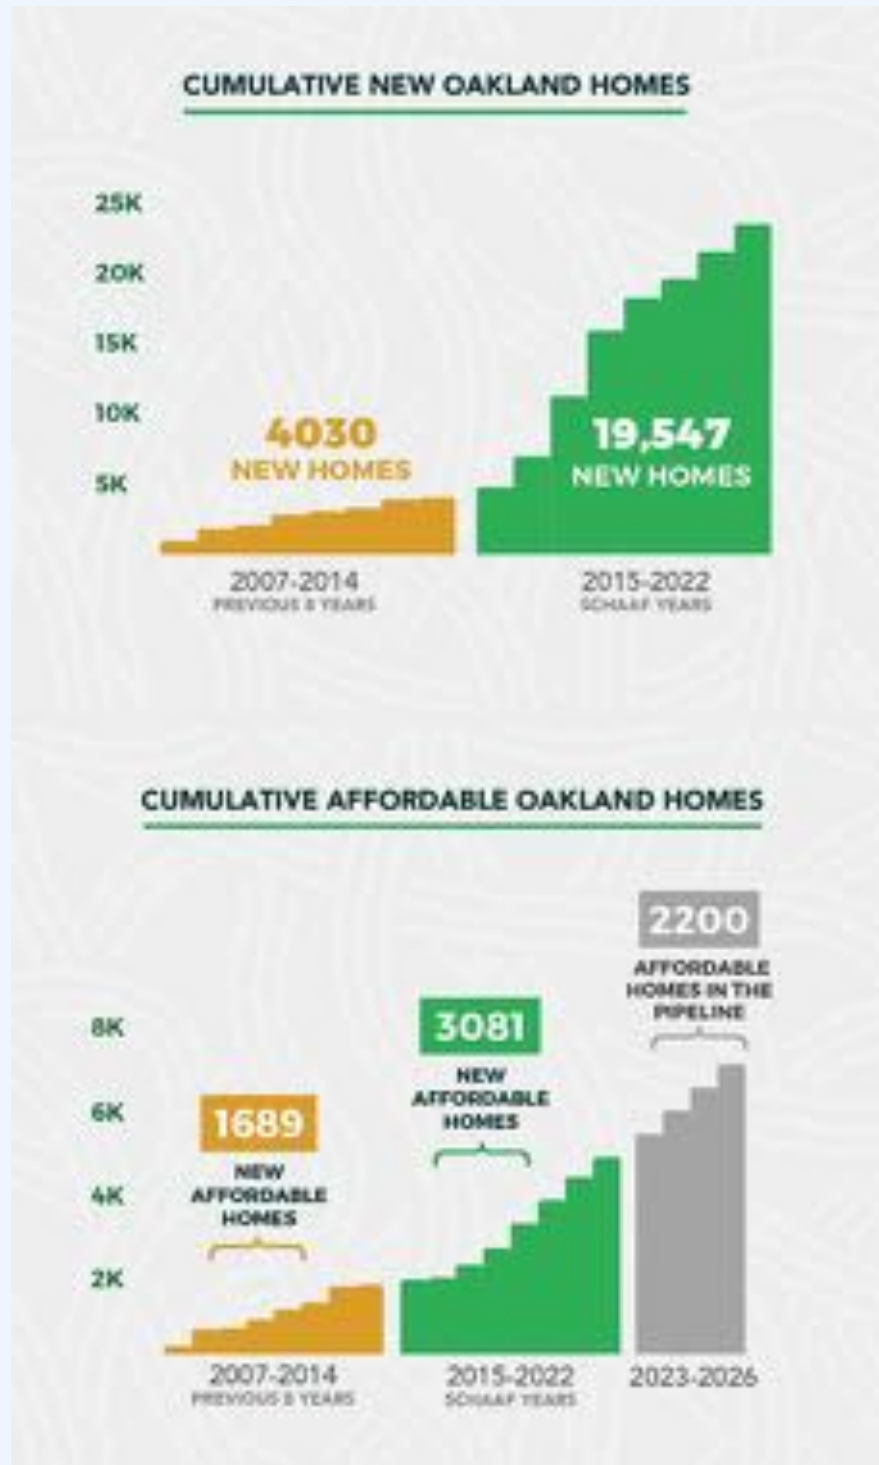 CUMULATIVE NEW OAKLAND HOMES
25K
20K
15K
10K
5K
4030
NEW HOMES
19,547
NEW HOMES
2007-2014
PREVIOUS 8 YEARS
2015-2022
SCHAAF YEARS
CUMULATIVE AFFORDABLE OAKLAND HOMES
8K
6K
4K
2K
1689
NEW
AFFORDABLE
HOMES
3081
NEW
AFFORDABLE
HOMES
2200
AFFORDABLE
HOMES IN THE
PIPELINE
2007-2014
PREVIOUS 8 YEARS
2015-2022
SCHAAF YEARS
2023-2026